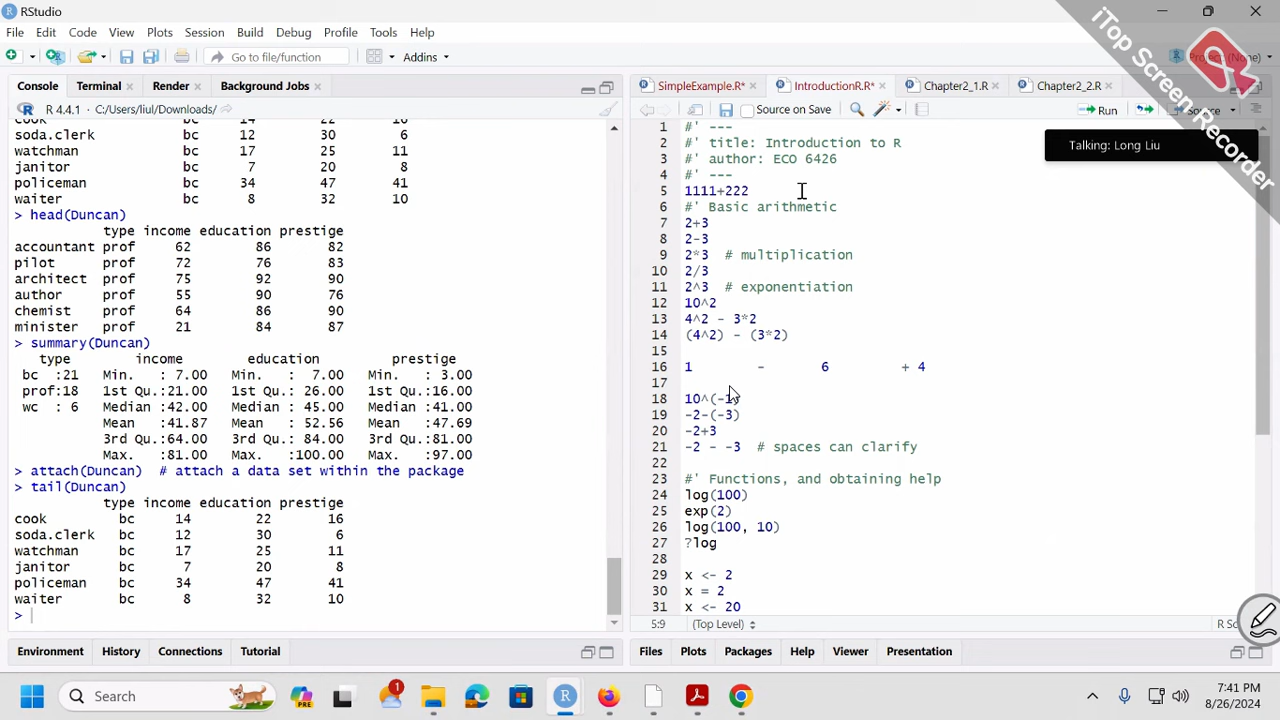 RStudio
File Edit Code View Plots Session Build Debug Profile Tools Help
Go to file/function Addins
Console Terminal Render Background Jobs
R 4.4.1 · C:/Users/liul/Downloads/
cook bc 14 22 16
soda.clerk bc 12 30 6
watchman bc 17 25 11
janitor bc 7 20 8
policeman bc 34 47 41
waiter bc 8 32 10
> head(Duncan)
type income education prestige
accountant prof 62 86 82
pilot prof 72 76 83
architect prof 75 92 90
author prof 55 90 76
chemist prof 64 86 90
minister prof 21 84 87
> summary(Duncan)
type income education prestige
bc :21 Min. : 7.00 Min. : 7.00 Min. : 3.00
prof:18 1st Qu.:21.00 1st Qu.: 26.00 1st Qu.:16.00
wc : 6 Median :42.00 Median : 45.00 Median :41.00
Mean :41.87 Mean : 52.56 Mean :47.69
3rd Qu.:64.00 3rd Qu.: 84.00 3rd Qu.:81.00
Max. :81.00 Max. :100.00 Max. :97.00
> attach(Duncan) # attach a data set within the package
> tail(Duncan)
type income education prestige
cook bc 14 22 16
soda.clerk bc 12 30 6
watchman bc 17 25 11
janitor bc 7 20 8
policeman bc 34 47 41
waiter bc 8 32 10
>
Environment History Connections Tutorial
SimpleExample.R* IntroductionR.R* Chapter2_1.R Chapter2_2.R
Source on Save Run Source
1 #' ---
2 #' title: Introduction to R
3 #' author: ECO 6426
4 #' ---
5 1111+222
6 #' Basic arithmetic
7 2+3
8 2-3
9 2*3 # multiplication
10 2/3
11 2^3 # exponentiation
12 10^2
13 4^2 - 3*2
14 (4^2) - (3*2)
15
16 1 - 6 + 4
17
18 10^(-1)
19 -2-(-3)
20 -2+3
21 -2 - -3 # spaces can clarify
22
23 #' Functions, and obtaining help
24 log(100)
25 exp(2)
26 log(100, 10)
27 ?log
28
29 x <- 2
30 x = 2
31 x <- 20
5:9 (Top Level) R Sc
Files Plots Packages Help Viewer Presentation
Talking: Long Liu
iTop Screen Recorder
Search
PRE
1
7:41 PM
8/26/2024